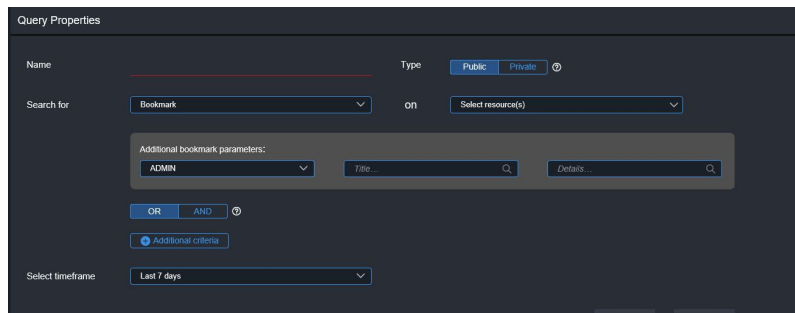 Query Properties
Name
Type
Public
Private
Search for
Bookmark
on
Select resource(s)
Additional bookmark parameters:
ADMIN
Title...
Details...
OR
AND
Additional criteria
Select timeframe
Last 7 days